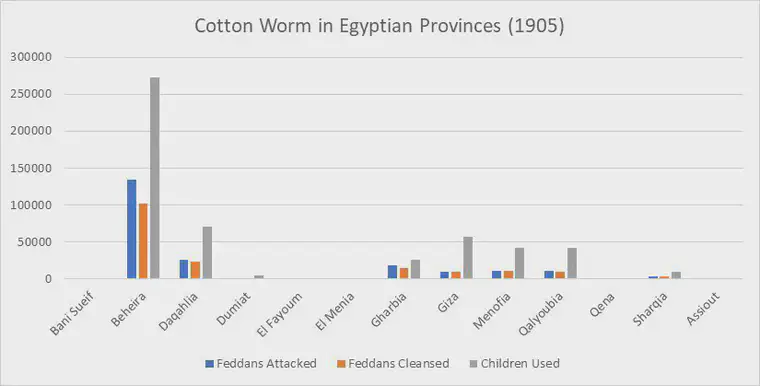 Cotton Worm in Egyptian Provinces (1905)
300000
250000
200000
150000
100000
50000
0
Bani Sueif
Beheira
Daqahlia
Dumiat
El Fayoum
El Menia
Gharbia
Giza
Menofia
Qalyoubia
Qena
Sharqia
Assiout
Feddans Attacked Feddans Cleansed Children Used